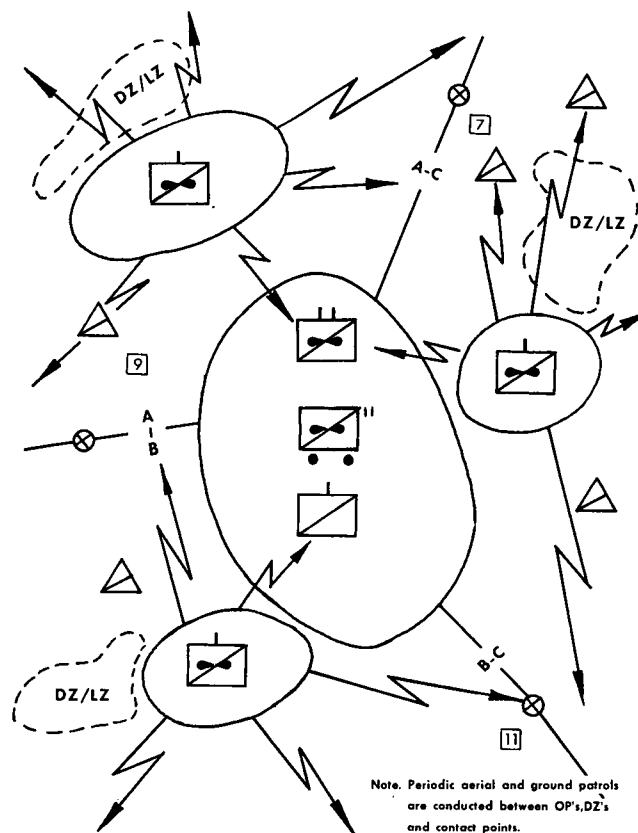 DZ/LZ
7
A-C
DZ/LZ
9
A-B
DZ/LZ
B-C
11
Note. Periodic aerial and ground patrols
are conducted between OP's,DZ's
and contact points.